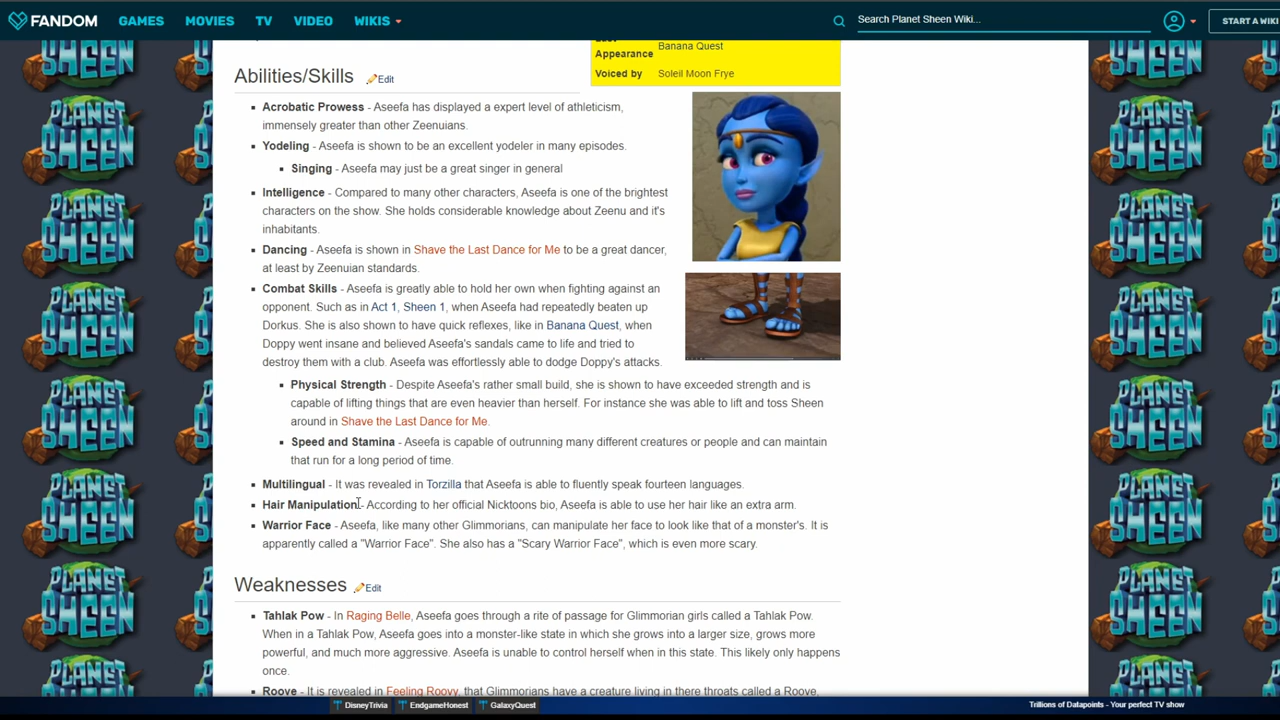 FANDOM GAMES MOVIES TV VIDEO WIKIS Search Planet Sheen Wiki... START A WIKI
Appearance Banana Quest
Voiced by Soleil Moon Frye
Abilities/Skills Edit
Acrobatic Prowess - Aseefa has displayed a expert level of athleticism,
immensely greater than other Zeenuians.
Yodeling - Aseefa is shown to be an excellent yodeler in many episodes.
Singing - Aseefa may just be a great singer in general
Intelligence - Compared to many other characters, Aseefa is one of the brightest
characters on the show. She holds considerable knowledge about Zeenu and it's
inhabitants.
Dancing - Aseefa is shown in Shave the Last Dance for Me to be a great dancer,
at least by Zeenuian standards.
Combat Skills - Aseefa is greatly able to hold her own when fighting against an
opponent. Such as in Act 1, Sheen 1, when Aseefa had repeatedly beaten up
Dorkus. She is also shown to have quick reflexes, like in Banana Quest, when
Doppy went insane and believed Aseefa's sandals came to life and tried to
destroy them with a club. Aseefa was effortlessly able to dodge Doppy's attacks.
Physical Strength - Despite Aseefa's rather small build, she is shown to have exceeded strength and is
capable of lifting things that are even heavier than herself. For instance she was able to lift and toss Sheen
around in Shave the Last Dance for Me.
Speed and Stamina - Aseefa is capable of outrunning many different creatures or people and can maintain
that run for a long period of time.
Multilingual - It was revealed in Torzilla that Aseefa is able to fluently speak fourteen languages.
Hair Manipulation - According to her official Nicktoons bio, Aseefa is able to use her hair like an extra arm.
Warrior Face - Aseefa, like many other Glimmorians, can manipulate her face to look like that of a monster's. It is
apparently called a "Warrior Face". She also has a "Scary Warrior Face", which is even more scary.
Weaknesses Edit
Tahlak Pow - In Raging Belle, Aseefa goes through a rite of passage for Glimmorian girls called a Tahlak Pow.
When in a Tahlak Pow, Aseefa goes into a monster-like state in which she grows into a larger size, grows more
powerful, and much more aggressive. Aseefa is unable to control herself when in this state. This likely only happens
once.
Roove - It is revealed in Feeling Roovy, that Glimmorians have a creature living in there throats called a Roove.
DisneyTrivia EndgameHonest GalaxyQuest Trillions of Datapoints - Your perfect TV show
PLANET
SHEEN